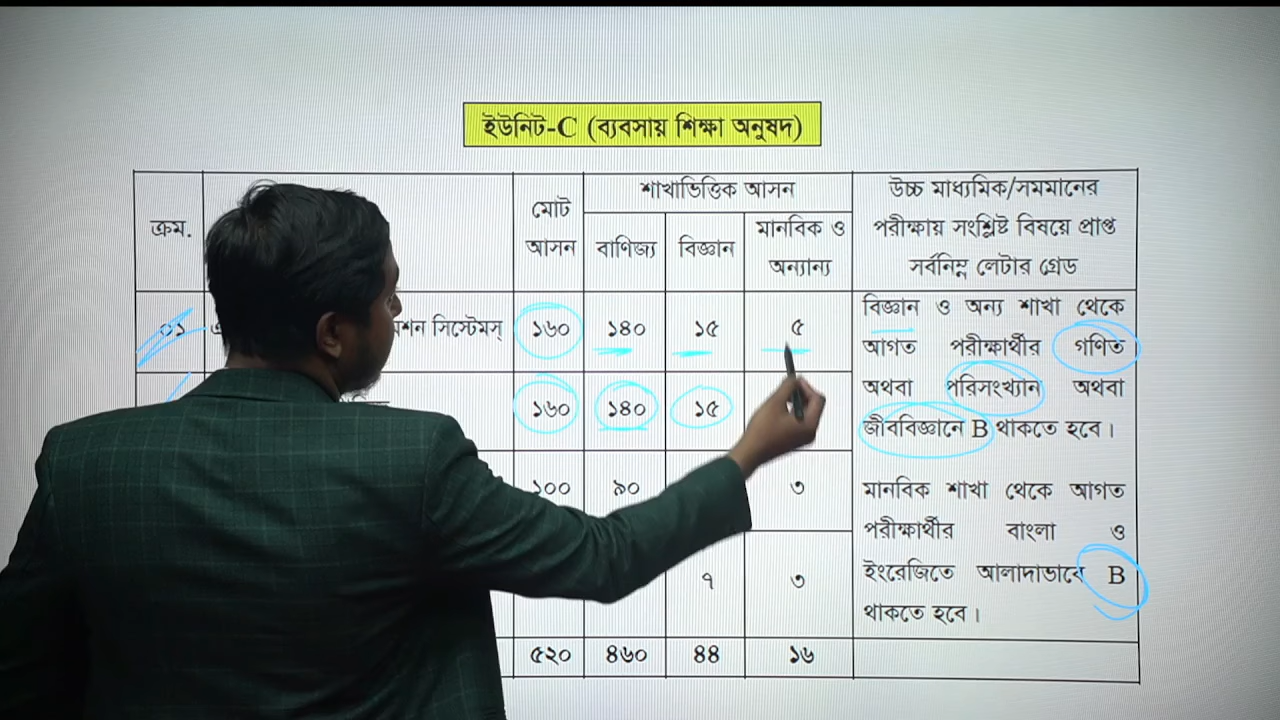 ইউনিট-C (ব্যবসায় শিক্ষা অনুষদ)
ক্রম.
মোট আসন
শাখাভিত্তিক আসন
বাণিজ্য বিজ্ঞান মানবিক ও অন্যান্য
উচ্চ মাধ্যমিক/সমমানের
পরীক্ষায় সংশ্লিষ্ট বিষয়ে প্রাপ্ত
সর্বনিম্ন লেটার গ্রেড
০১ সিস্টেমস্ ১৬০ ১৪০ ১৫ ৫
১৬০ ১৪০ ১৫
১০০ ৯০ ৩
৭ ৩
৫২০ ৪৬০ ৪৪ ১৬
বিজ্ঞান ও অন্য শাখা থেকে
আগত পরীক্ষার্থীর গণিত
অথবা পরিসংখ্যান অথবা
জীববিজ্ঞানে B থাকতে হবে।
মানবিক শাখা থেকে আগত
পরীক্ষার্থীর বাংলা ও
ইংরেজিতে আলাদাভাবে B
থাকতে হবে।